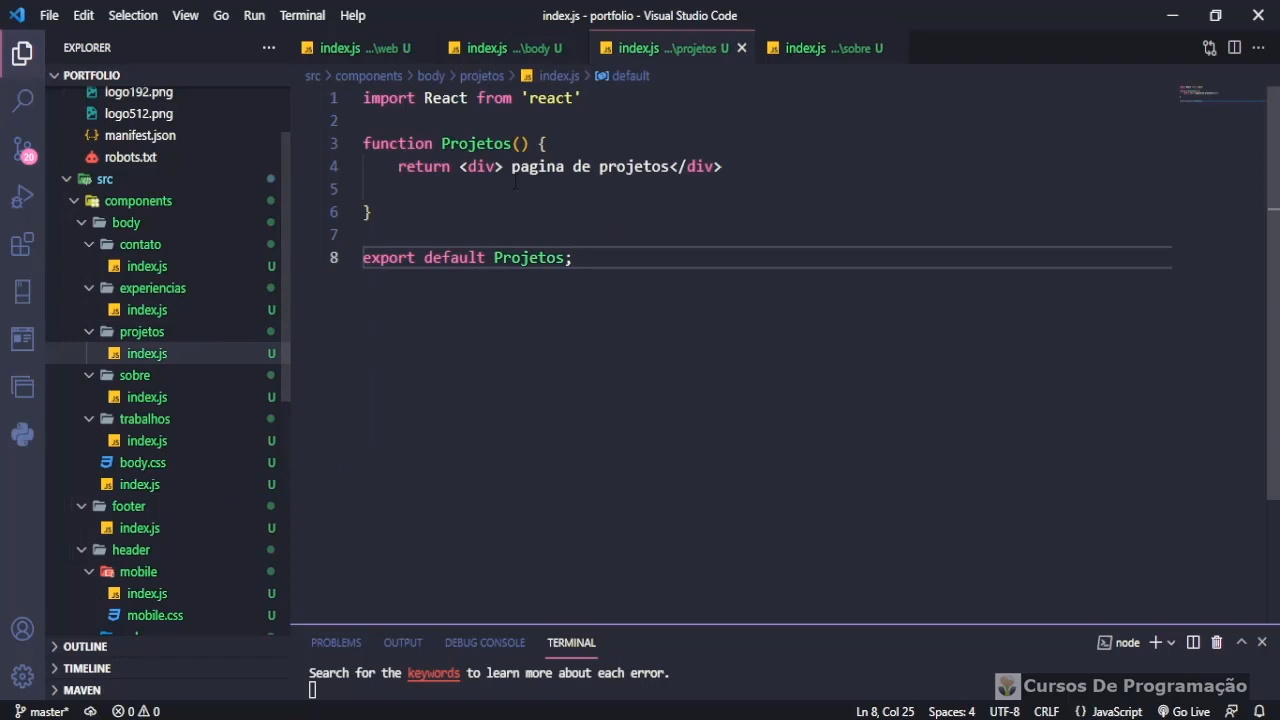 File Edit Selection View Go Run Terminal Help index.js - portfolio - Visual Studio Code
EXPLORER
index.js ...\web U
index.js ...\body U
index.js ...\projetos U
index.js ...\sobre U
PORTFOLIO
logo192.png
logo512.png
manifest.json
robots.txt
src
components
body
contato
index.js U
experiencias
index.js U
projetos
index.js U
sobre
index.js U
trabalhos
index.js U
body.css U
index.js U
footer
index.js U
header
mobile
index.js U
mobile.css U
OUTLINE
TIMELINE
MAVEN
20
src > components > body > projetos > index.js > default
1 import React from 'react'
2
3 function Projetos() {
4 return <div> pagina de projetos</div>
5
6 }
7
8 export default Projetos;
PROBLEMS OUTPUT DEBUG CONSOLE TERMINAL
node
Search for the keywords to learn more about each error.
Cursos De Programação
master* 0 0 Ln 8, Col 25 Spaces: 4 UTF-8 CRLF {} JavaScript Go Live